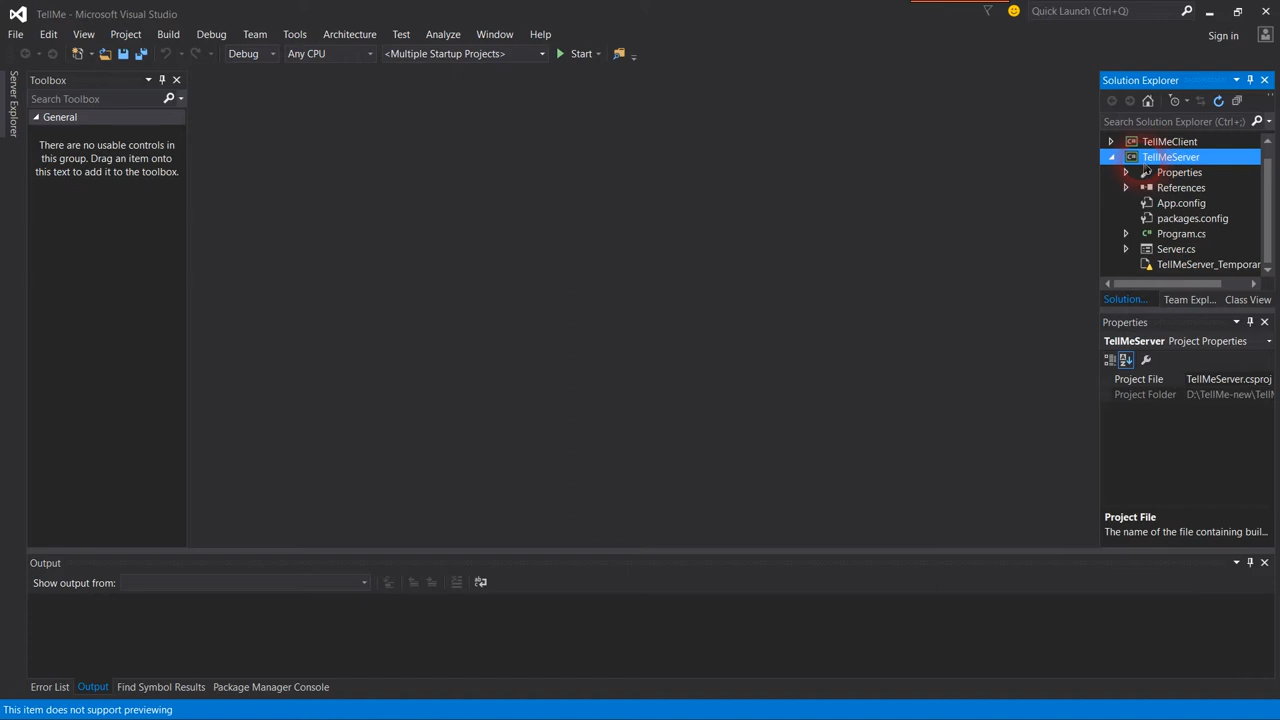 TellMe - Microsoft Visual Studio
Quick Launch (Ctrl+Q)
File Edit View Project Build Debug Team Tools Architecture Test Analyze Window Help
Sign in
Debug Any CPU <Multiple Startup Projects> Start
Server Explorer
Toolbox
Search Toolbox
General
There are no usable controls in
this group. Drag an item onto
this text to add it to the toolbox.
Solution Explorer
Search Solution Explorer (Ctrl+;)
TellMeClient
TellMeServer
Properties
References
App.config
packages.config
Program.cs
Server.cs
TellMeServer_Temporar
Solution... Team Expl... Class View
Properties
TellMeServer Project Properties
Project File TellMeServer.csproj
Project Folder D:\TellMe-new\TellM
Project File
The name of the file containing buil...
Output
Show output from:
Error List Output Find Symbol Results Package Manager Console
This item does not support previewing